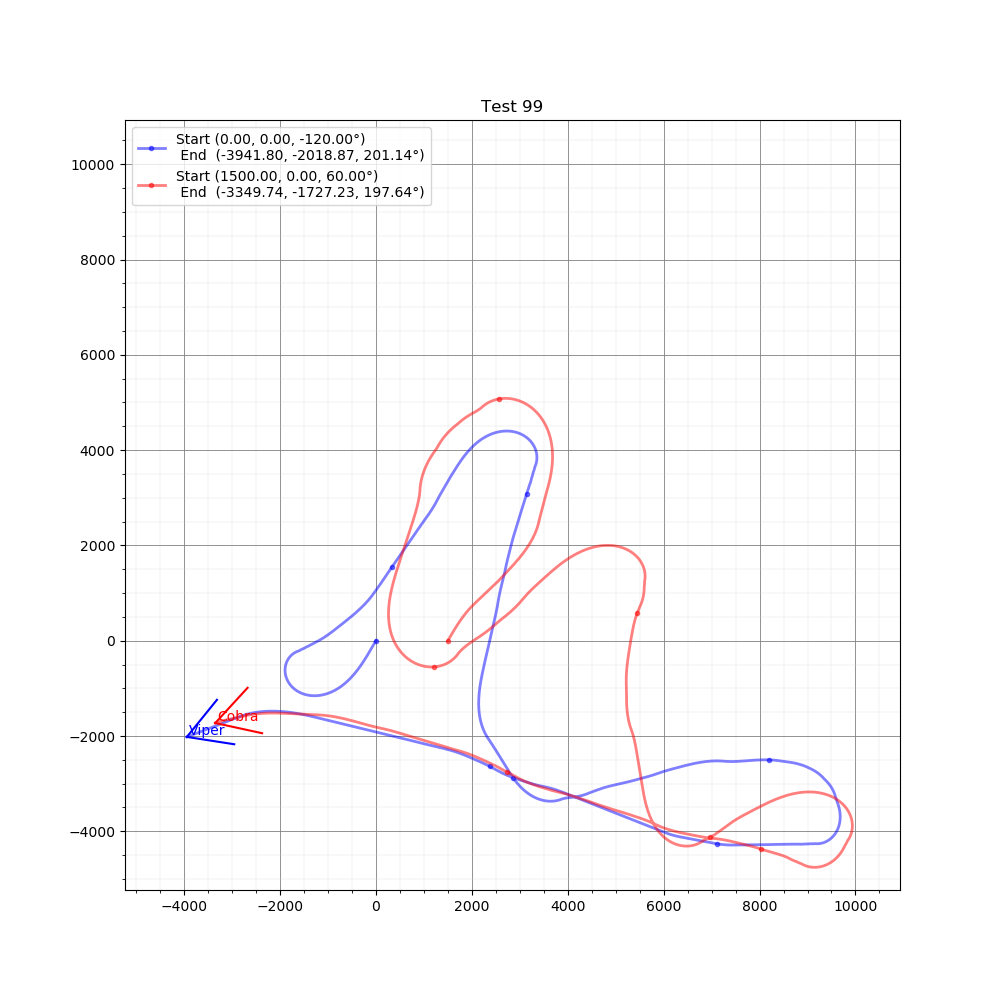 Test 99
Start (0.00, 0.00, -120.00°)
End (-3941.80, -2018.87, 201.14°)
Start (1500.00, 0.00, 60.00°)
End (-3349.74, -1727.23, 197.64°)
10000
8000
6000
4000
2000
0
−2000
−4000
Cobra
Viper
−4000 −2000 0 2000 4000 6000 8000 10000